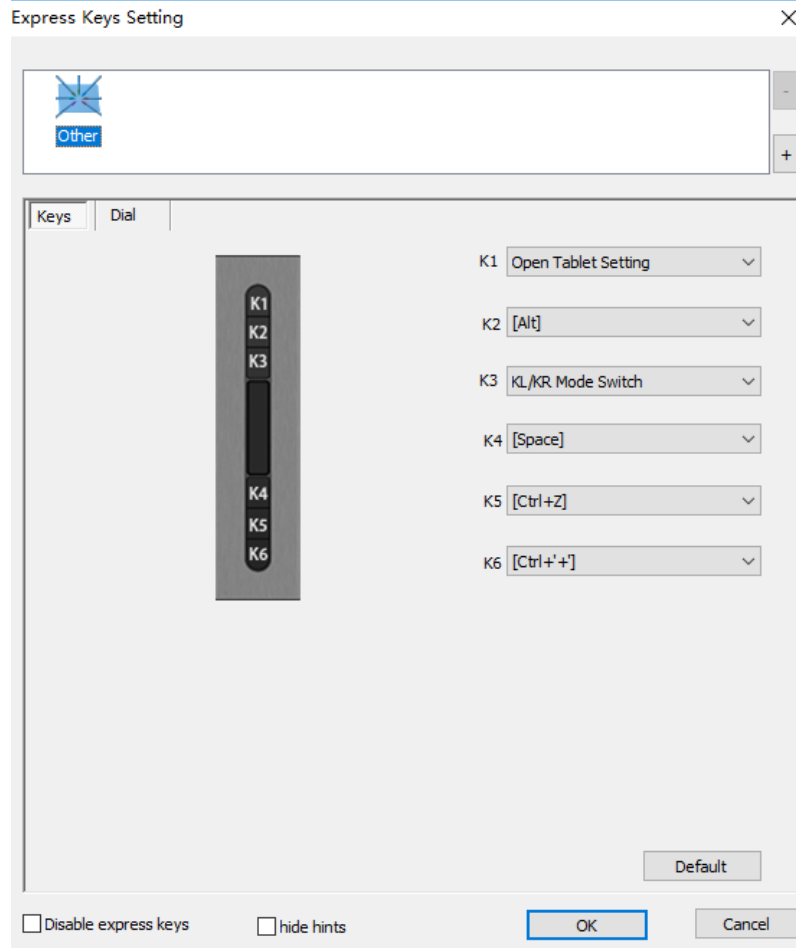 Express Keys Setting
Other
-
+
Keys Dial
K1 Open Tablet Setting
K2 [Alt]
K3 KL/KR Mode Switch
K4 [Space]
K5 [Ctrl+Z]
K6 [Ctrl+'+']
K1
K2
K3
K4
K5
K6
Default
Disable express keys
hide hints
OK
Cancel